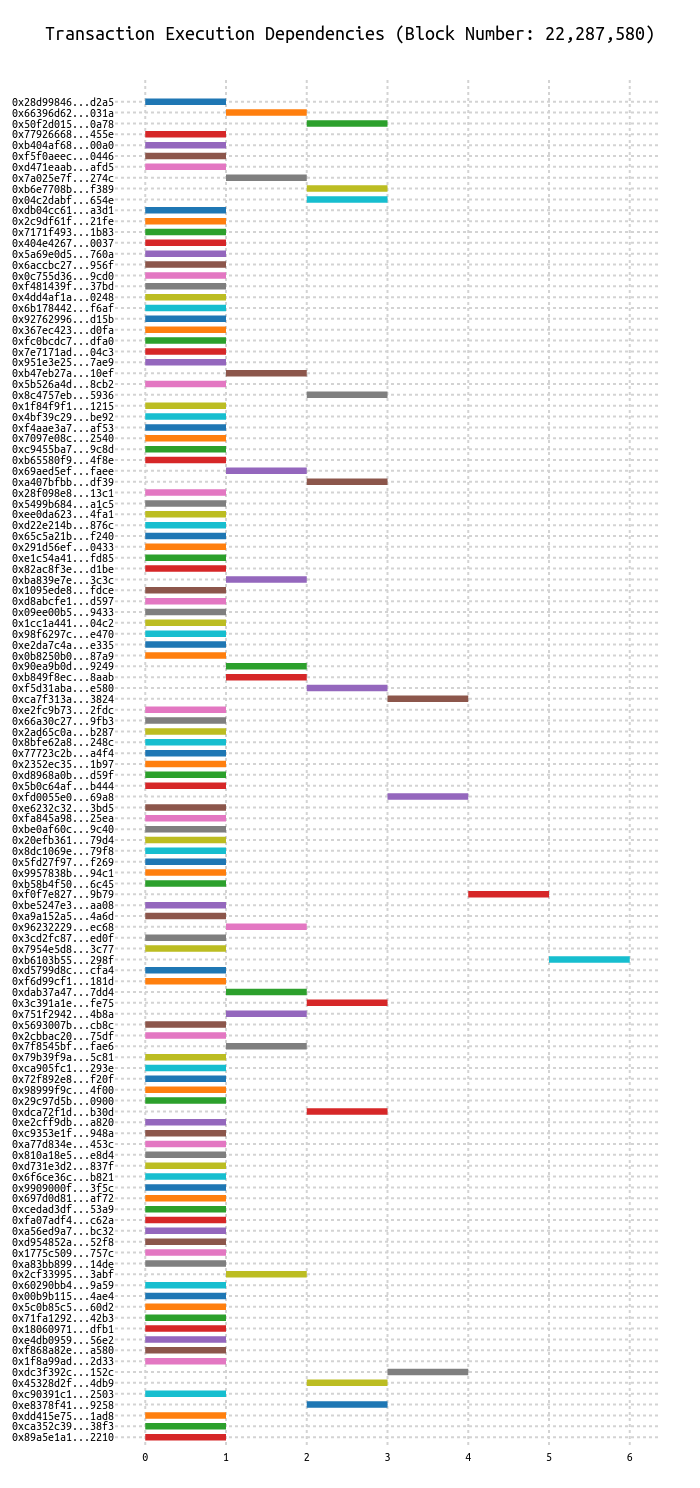 Transaction Execution Dependencies (Block Number: 22,287,580)
0x28d99846...d2a5
0x66396d62...031a
0x50f2d015...0a78
0x77926668...455e
0xb404af68...00a0
0xf5f0aeec...0446
0xd471eaab...afd5
0x7a025e7f...274c
0xb6e7708b...f389
0x04c2dabf...654e
0xdb04cc61...a3d1
0x2c9df61f...21fe
0x7171f493...1b83
0x404e4267...0037
0x5a69e0d5...760a
0x6accbc27...956f
0x0c755d36...9cd0
0xf481439f...37bd
0x4dd4af1a...0248
0x6b178442...f6af
0x92762996...d15b
0x367ec423...d0fa
0xfc0bcdc7...dfa0
0x7e7171ad...04c3
0x951e3e25...7ae9
0xb47eb27a...10ef
0x5b526a4d...8cb2
0x8c4757eb...5936
0x1f84f9f1...1215
0x4bf39c29...be92
0xf4aae3a7...af53
0x7097e08c...2540
0xc9455ba7...9c8d
0xb65580f9...4f8e
0x69aed5ef...faee
0xa407bfbb...df39
0x28f098e8...13c1
0x5499b684...a1c5
0xee0da623...4fa1
0xd22e214b...876c
0x65c5a21b...f240
0x291d56ef...0433
0xe1c54a41...fd85
0x82ac8f3e...d1be
0xba839e7e...3c3c
0x1095ede8...fdce
0xd8abcfe1...d597
0x09ee00b5...9433
0x1cc1a441...04c2
0x98f6297c...e470
0xe2da7c4a...e335
0x0b8250b0...87a9
0x90ea9b0d...9249
0xb849f8ec...8aab
0xf5d31aba...e580
0xca7f313a...3824
0xe2fc9b73...2fdc
0x66a30c27...9fb3
0x2ad65c0a...b287
0x8bfe62a8...248c
0x77723c2b...a4f4
0x2352ec35...1b97
0xd8968a0b...d59f
0x5b0c64af...b444
0xfd0055e0...69a8
0xe6232c32...3bd5
0xfa845a98...25ea
0xbe0af60c...9c40
0x20efb361...79d4
0x8dc1069e...79f8
0x5fd27f97...f269
0x9957838b...94c1
0xb58b4f50...6c45
0xf0f7e827...9b79
0xbe5247e3...aa08
0xa9a152a5...4a6d
0x96232229...ec68
0x3cd2fc87...ed0f
0x7954e5d8...3c77
0xb6103b55...298f
0xd5799d8c...cfa4
0xf6d99cf1...181d
0xdab37a47...7dd4
0x3c391a1e...fe75
0x751f2942...4b8a
0x5693007b...cb8c
0x2cbbac20...75df
0x7f8545bf...fae6
0x79b39f9a...5c81
0xca905fc1...293e
0x72f892e8...f20f
0x98999f9c...4f00
0x29c97d5b...0900
0xdca72f1d...b30d
0xe2cff9db...a820
0xc9353e1f...948a
0xa77d834e...453c
0x810a18e5...e8d4
0xd731e3d2...837f
0x6f6ce36c...b821
0x9909000f...3f5c
0x697d0d81...af72
0xcedad3df...53a9
0xfa07adf4...c62a
0xa56ed9a7...bc32
0xd954852a...52f8
0x1775c509...757c
0xa83bb899...14de
0x2cf33995...3abf
0x60290bb4...9a59
0x00b9b115...4ae4
0x5c0b85c5...60d2
0x71fa1292...42b3
0x18060971...dfb1
0xe4db0959...56e2
0xf868a82e...a580
0x1f8a99ad...2d33
0xdc3f392c...152c
0x45328d2f...4db9
0xc90391c1...2503
0xe8378f41...9258
0xdd415e75...1ad8
0xca352c39...38f3
0x89a5e1a1...2210
0 1 2 3 4 5 6